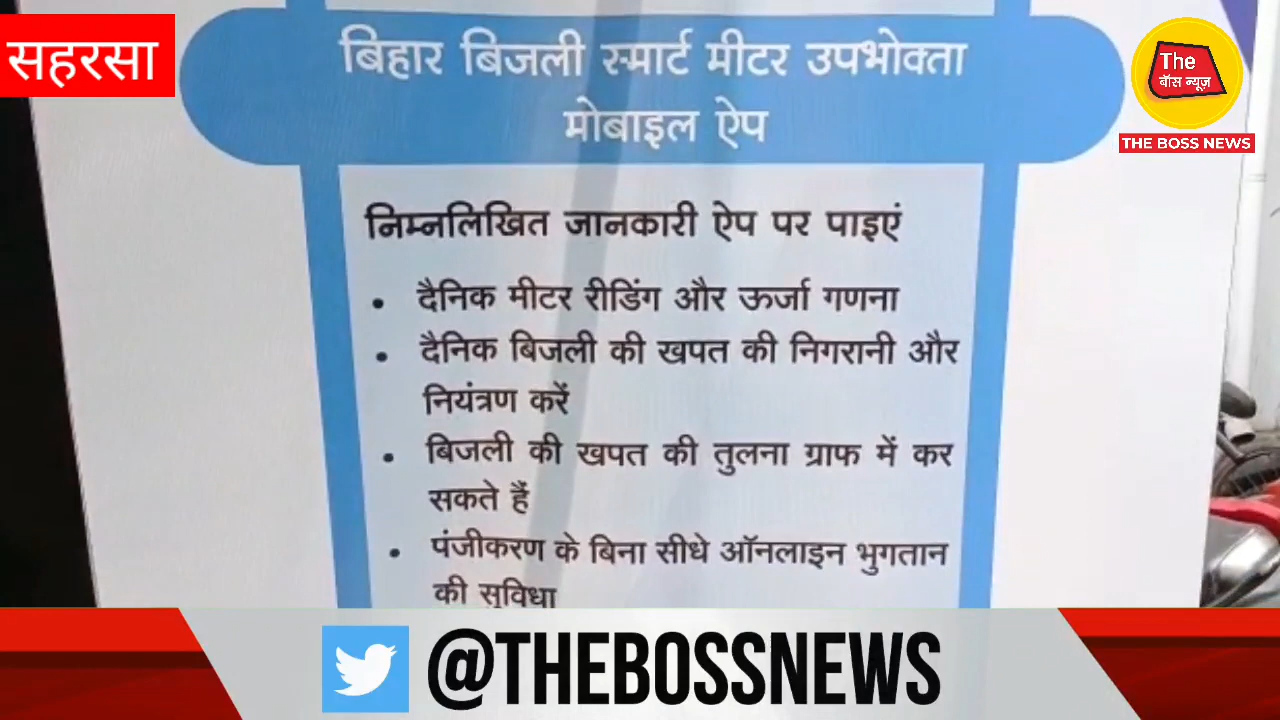 सहरसा
बिहार बिजली स्मार्ट मीटर उपभोक्ता
मोबाइल ऐप
The
बॉस न्यूज़
THE BOSS NEWS
निम्नलिखित जानकारी ऐप पर पाइएं
• दैनिक मीटर रीडिंग और ऊर्जा गणना
• दैनिक बिजली की खपत की निगरानी और
नियंत्रण करें
• बिजली की खपत की तुलना ग्राफ में कर
सकते हैं
• पंजीकरण के बिना सीधे ऑनलाइन भुगतान
की सुविधा
@THEBOSSNEWS